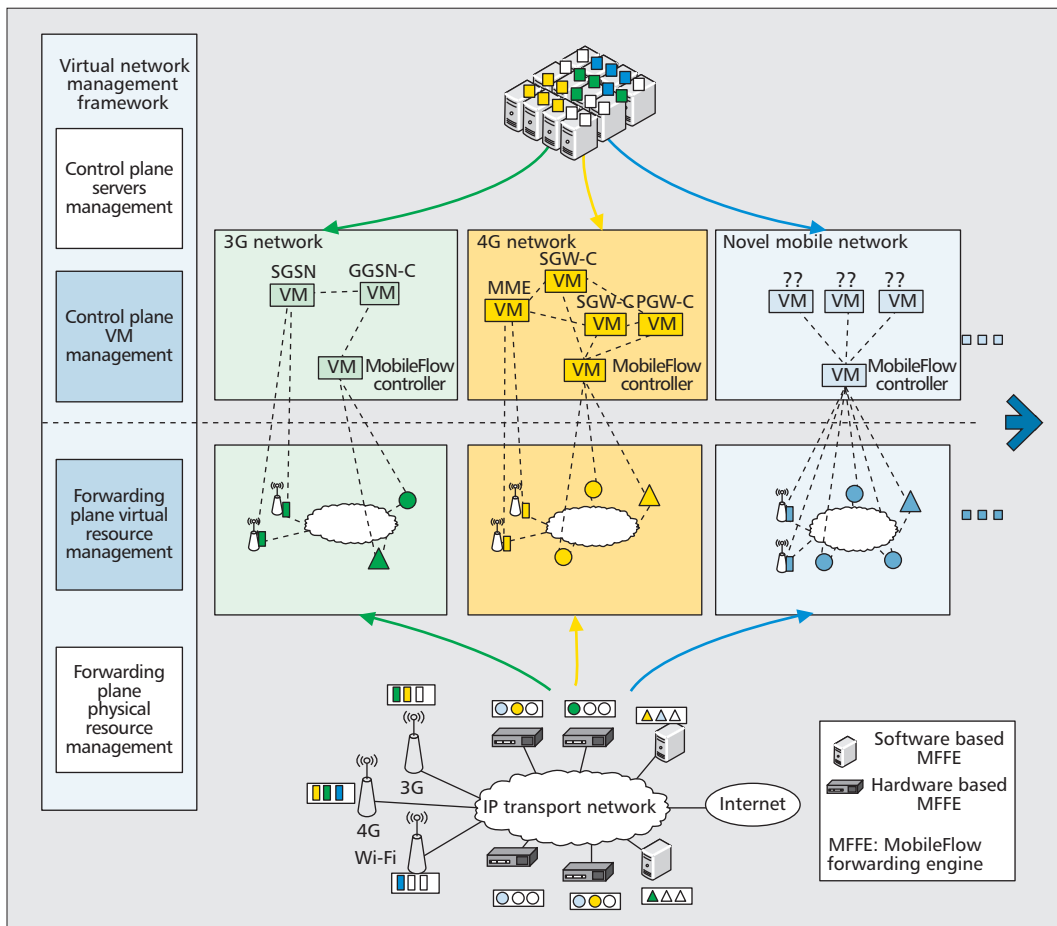 Virtual network
management
framework
Control plane
servers
management
Control plane
VM
management
Forwarding
plane virtual
resource
management
Forwarding
plane
physical
resource
management
3G network
SGSN
GGSN-C
VM
VM
VM
MobileFlow
controller
4G network
SGW-C
VM
MME
VM
SGW-C
PGW-C
VM
VM
VM
MobileFlow
controller
Novel mobile network
?? ?? ??
VM VM VM
VM
MobileFlow
controller
3G
4G
Wi-Fi
IP transport network
Internet
Software based
MFFE
Hardware based
MFFE
MFFE: MobileFlow
forwarding engine